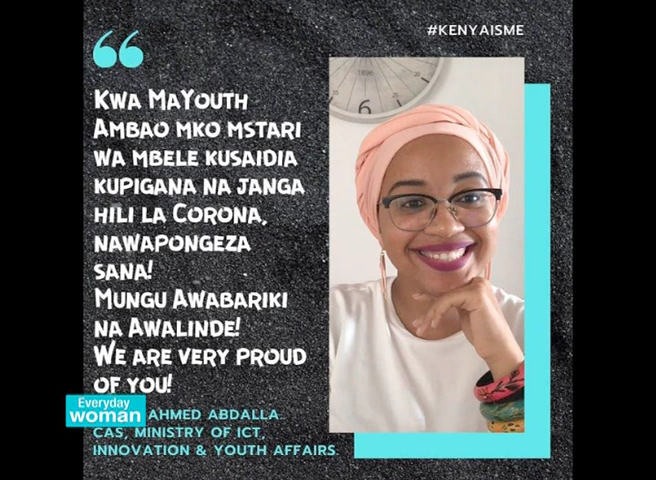 #KENYAISME
“
KWA MAYOUTH
AMBAO MKO MSTARI
WA MBELE KUSAIDIA
KUPIGANA NA JANGA
HILI LA CORONA,
NAWAPONGEZA
SANA!
MUNGU AWABARIKI
NA AWALINDE!
WE ARE VERY PROUD
OF YOU!
Everyday
woman
AHMED ABDALLA
CAS, MINISTRY OF ICT,
INNOVATION & YOUTH AFFAIRS.
1896
6